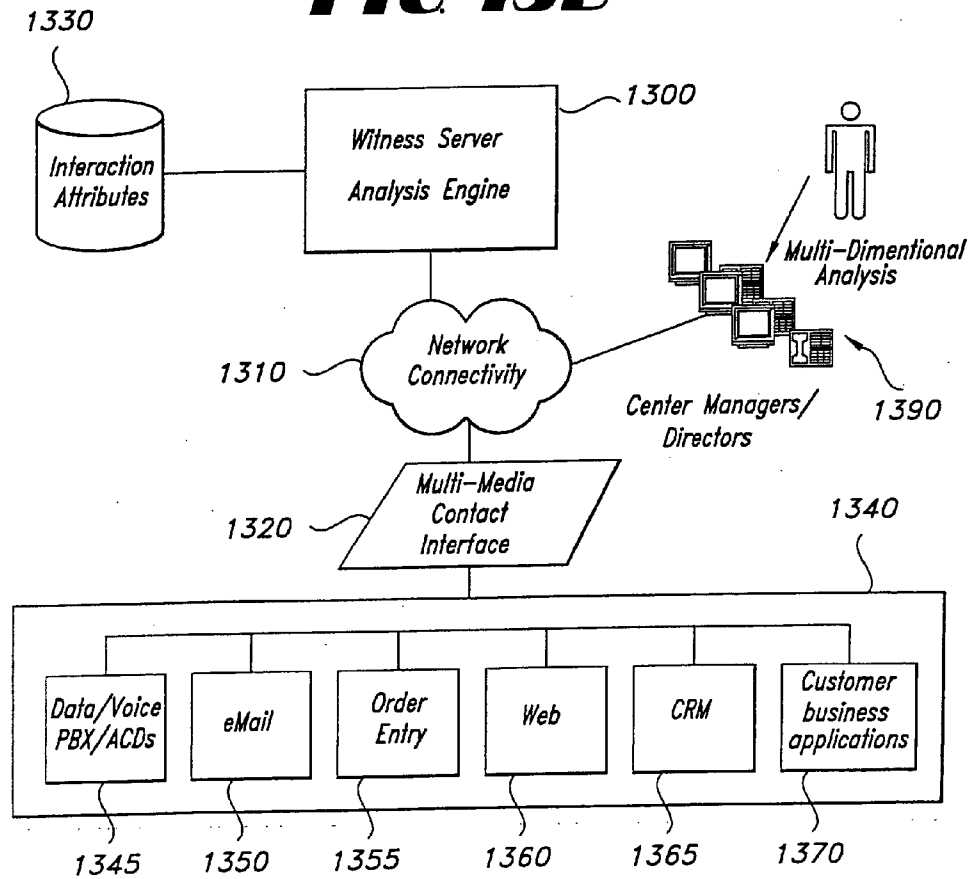 FIG. 13B
1330
1300
Witness Server
Analysis Engine
Interaction
Attributes
Multi-Dimentional
Analysis
1310
Network
Connectivity
Center Managers/
Directors
1390
1320
Multi-Media
Contact
Interface
1340
Data/Voice
PBX/ACDs
eMail
Order
Entry
Web
CRM
Customer
business
applications
1345
1350
1355
1360
1365
1370